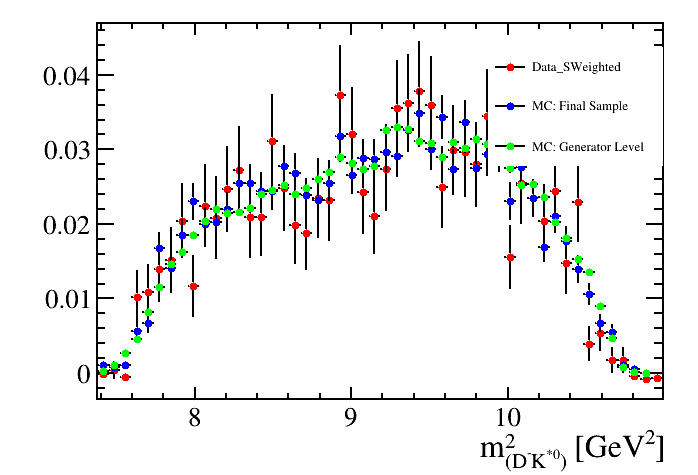 0.04
0.03
0.02
0.01
0
Data_SWeighted
MC: Final Sample
MC: Generator Level
8 9 10
m²(D⁻K*⁰) [GeV²]